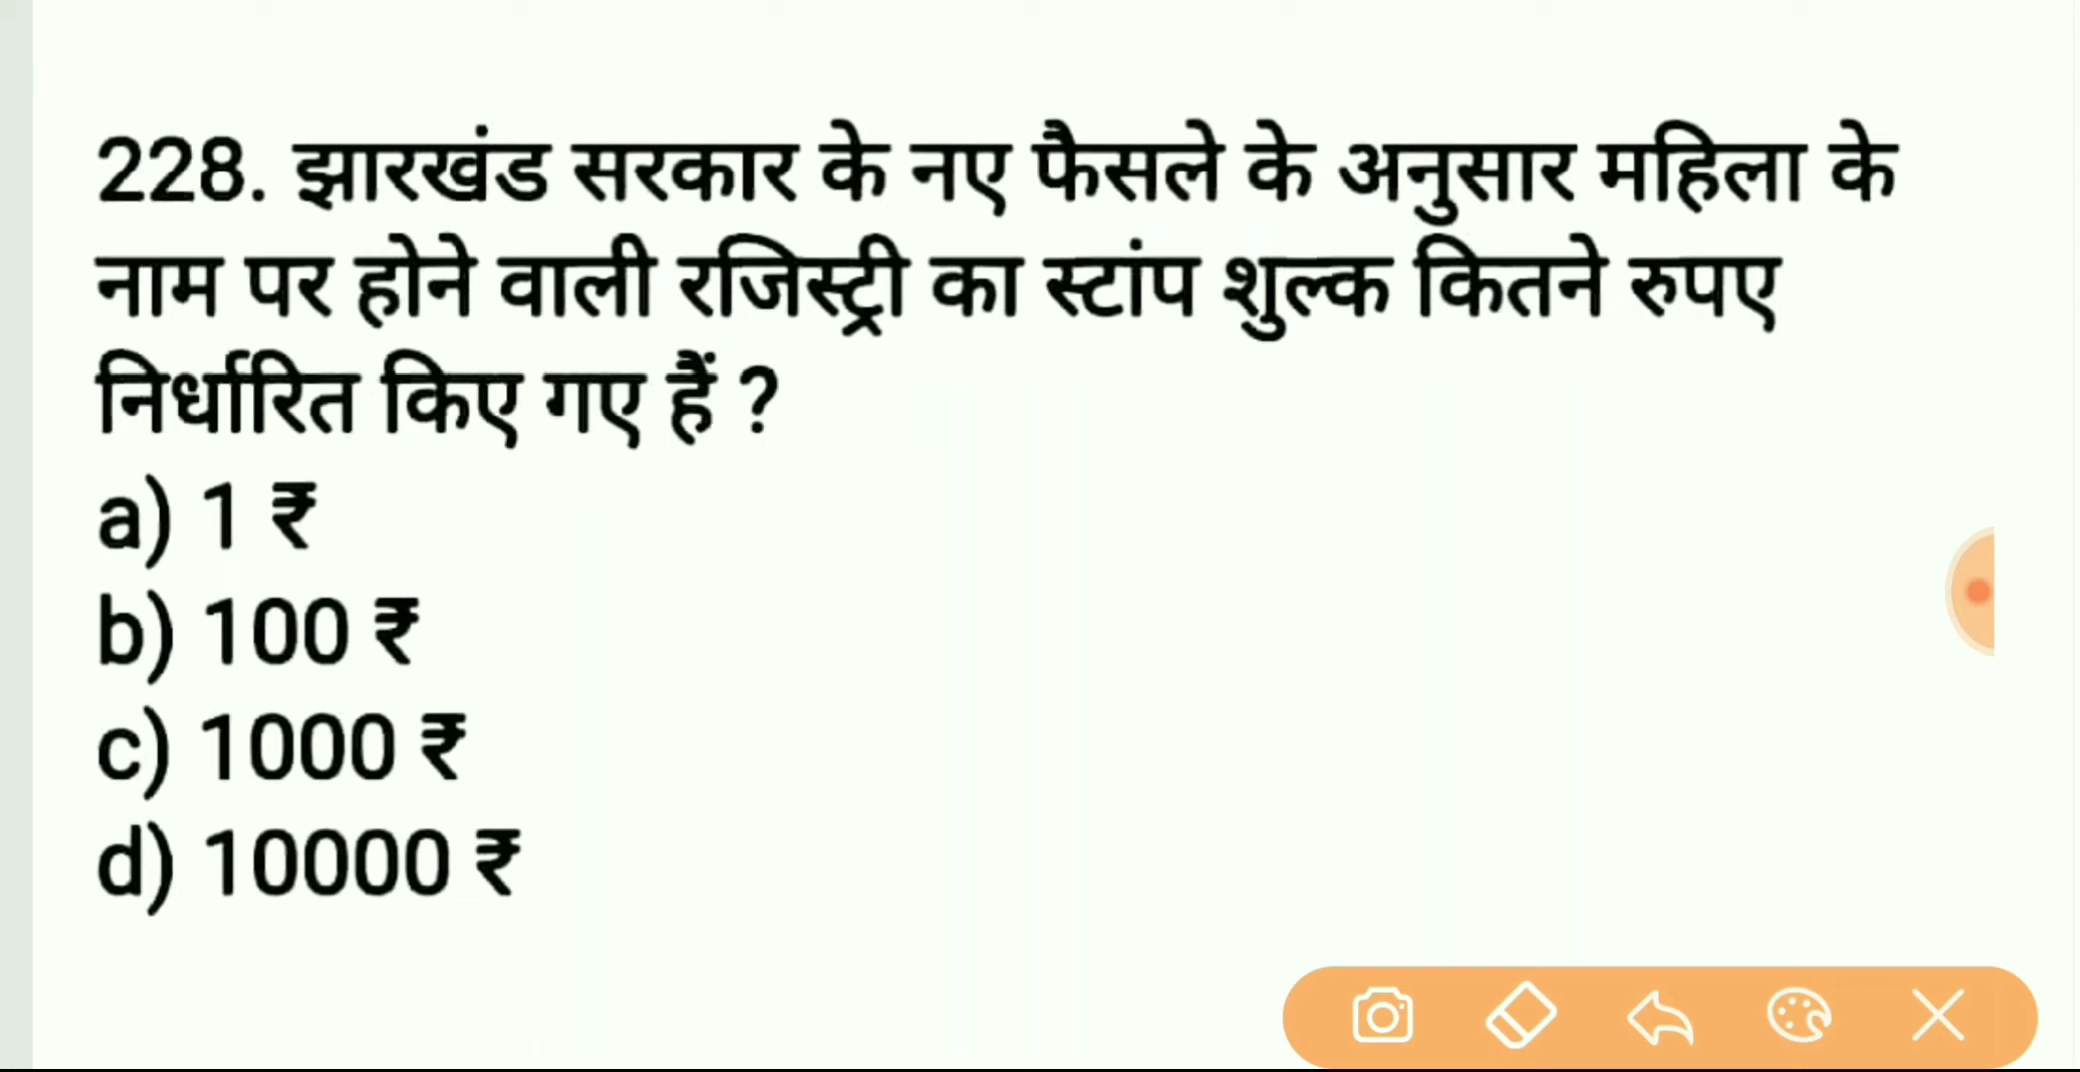 228. झारखंड सरकार के नए फैसले के अनुसार महिला के
नाम पर होने वाली रजिस्ट्री का स्टांप शुल्क कितने रुपए
निर्धारित किए गए हैं ?
a) 1 ₹
b) 100 ₹
c) 1000 ₹
d) 10000 ₹